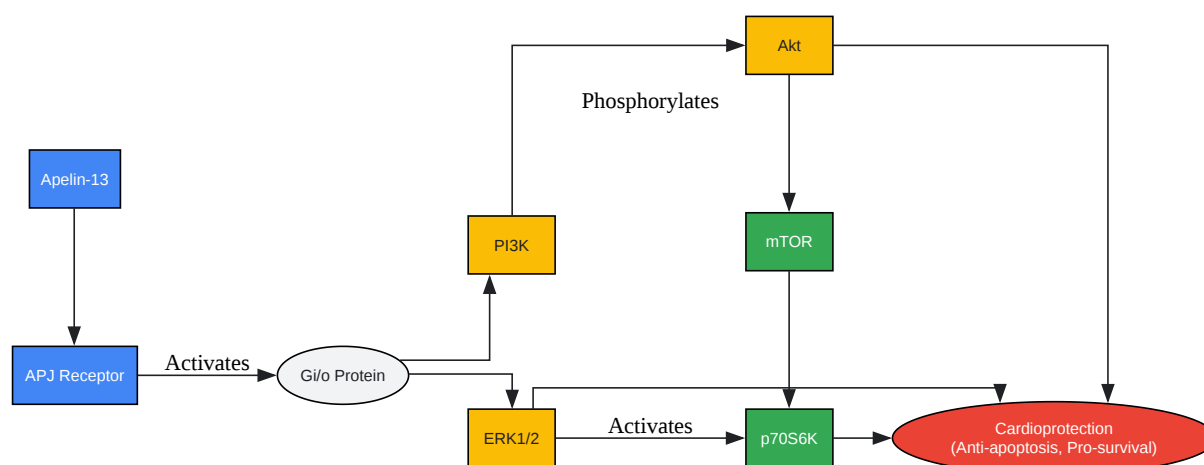 Akt
Phosphorylates
Apelin-13
PI3K
mTOR
APJ Receptor
Activates
Gi/o Protein
ERK1/2
Activates
p70S6K
Cardioprotection
(Anti-apoptosis, Pro-survival)